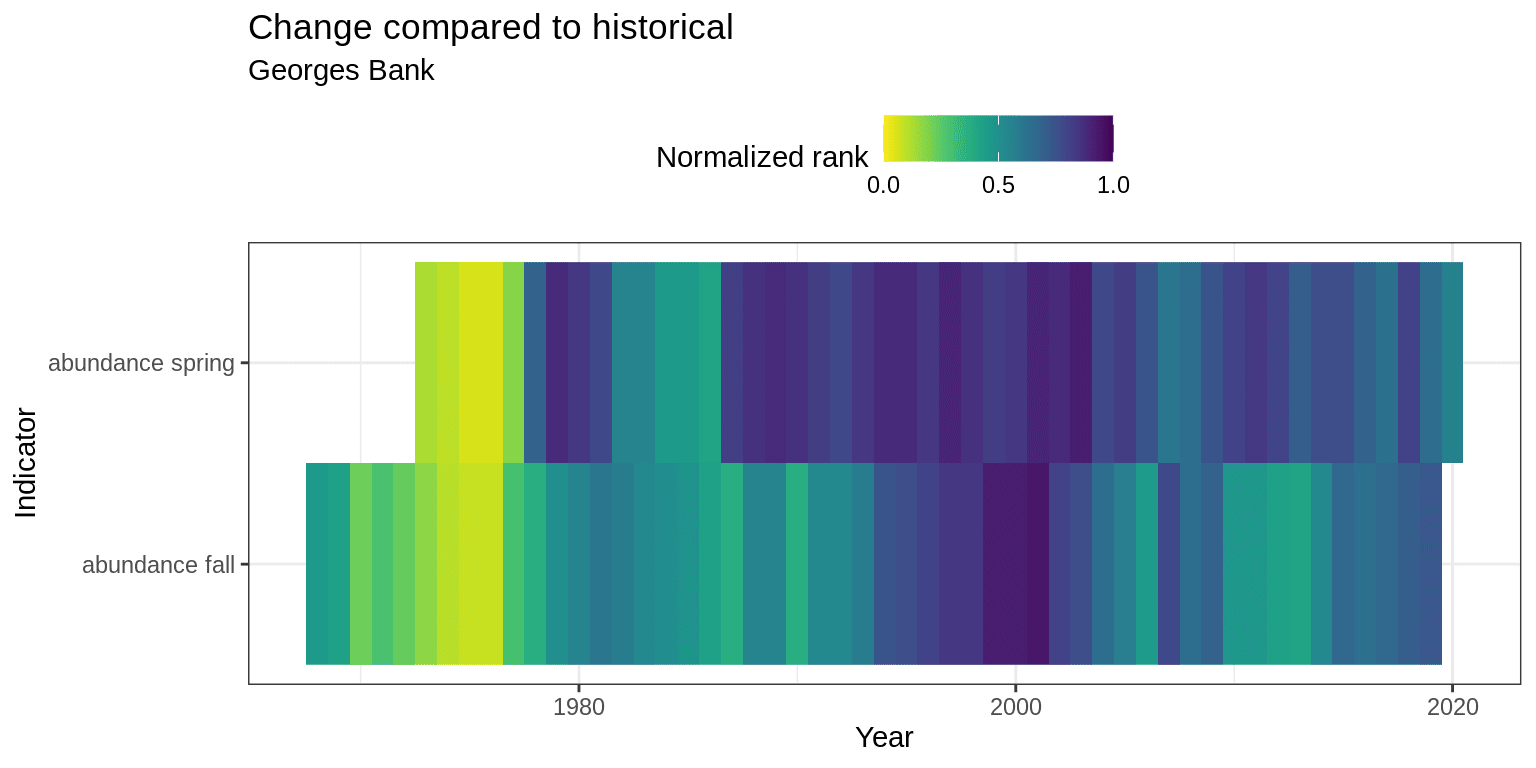 Change compared to historical
Georges Bank
Normalized rank
0.0 0.5 1.0
abundance spring
abundance fall
Indicator
1980 2000 2020
Year